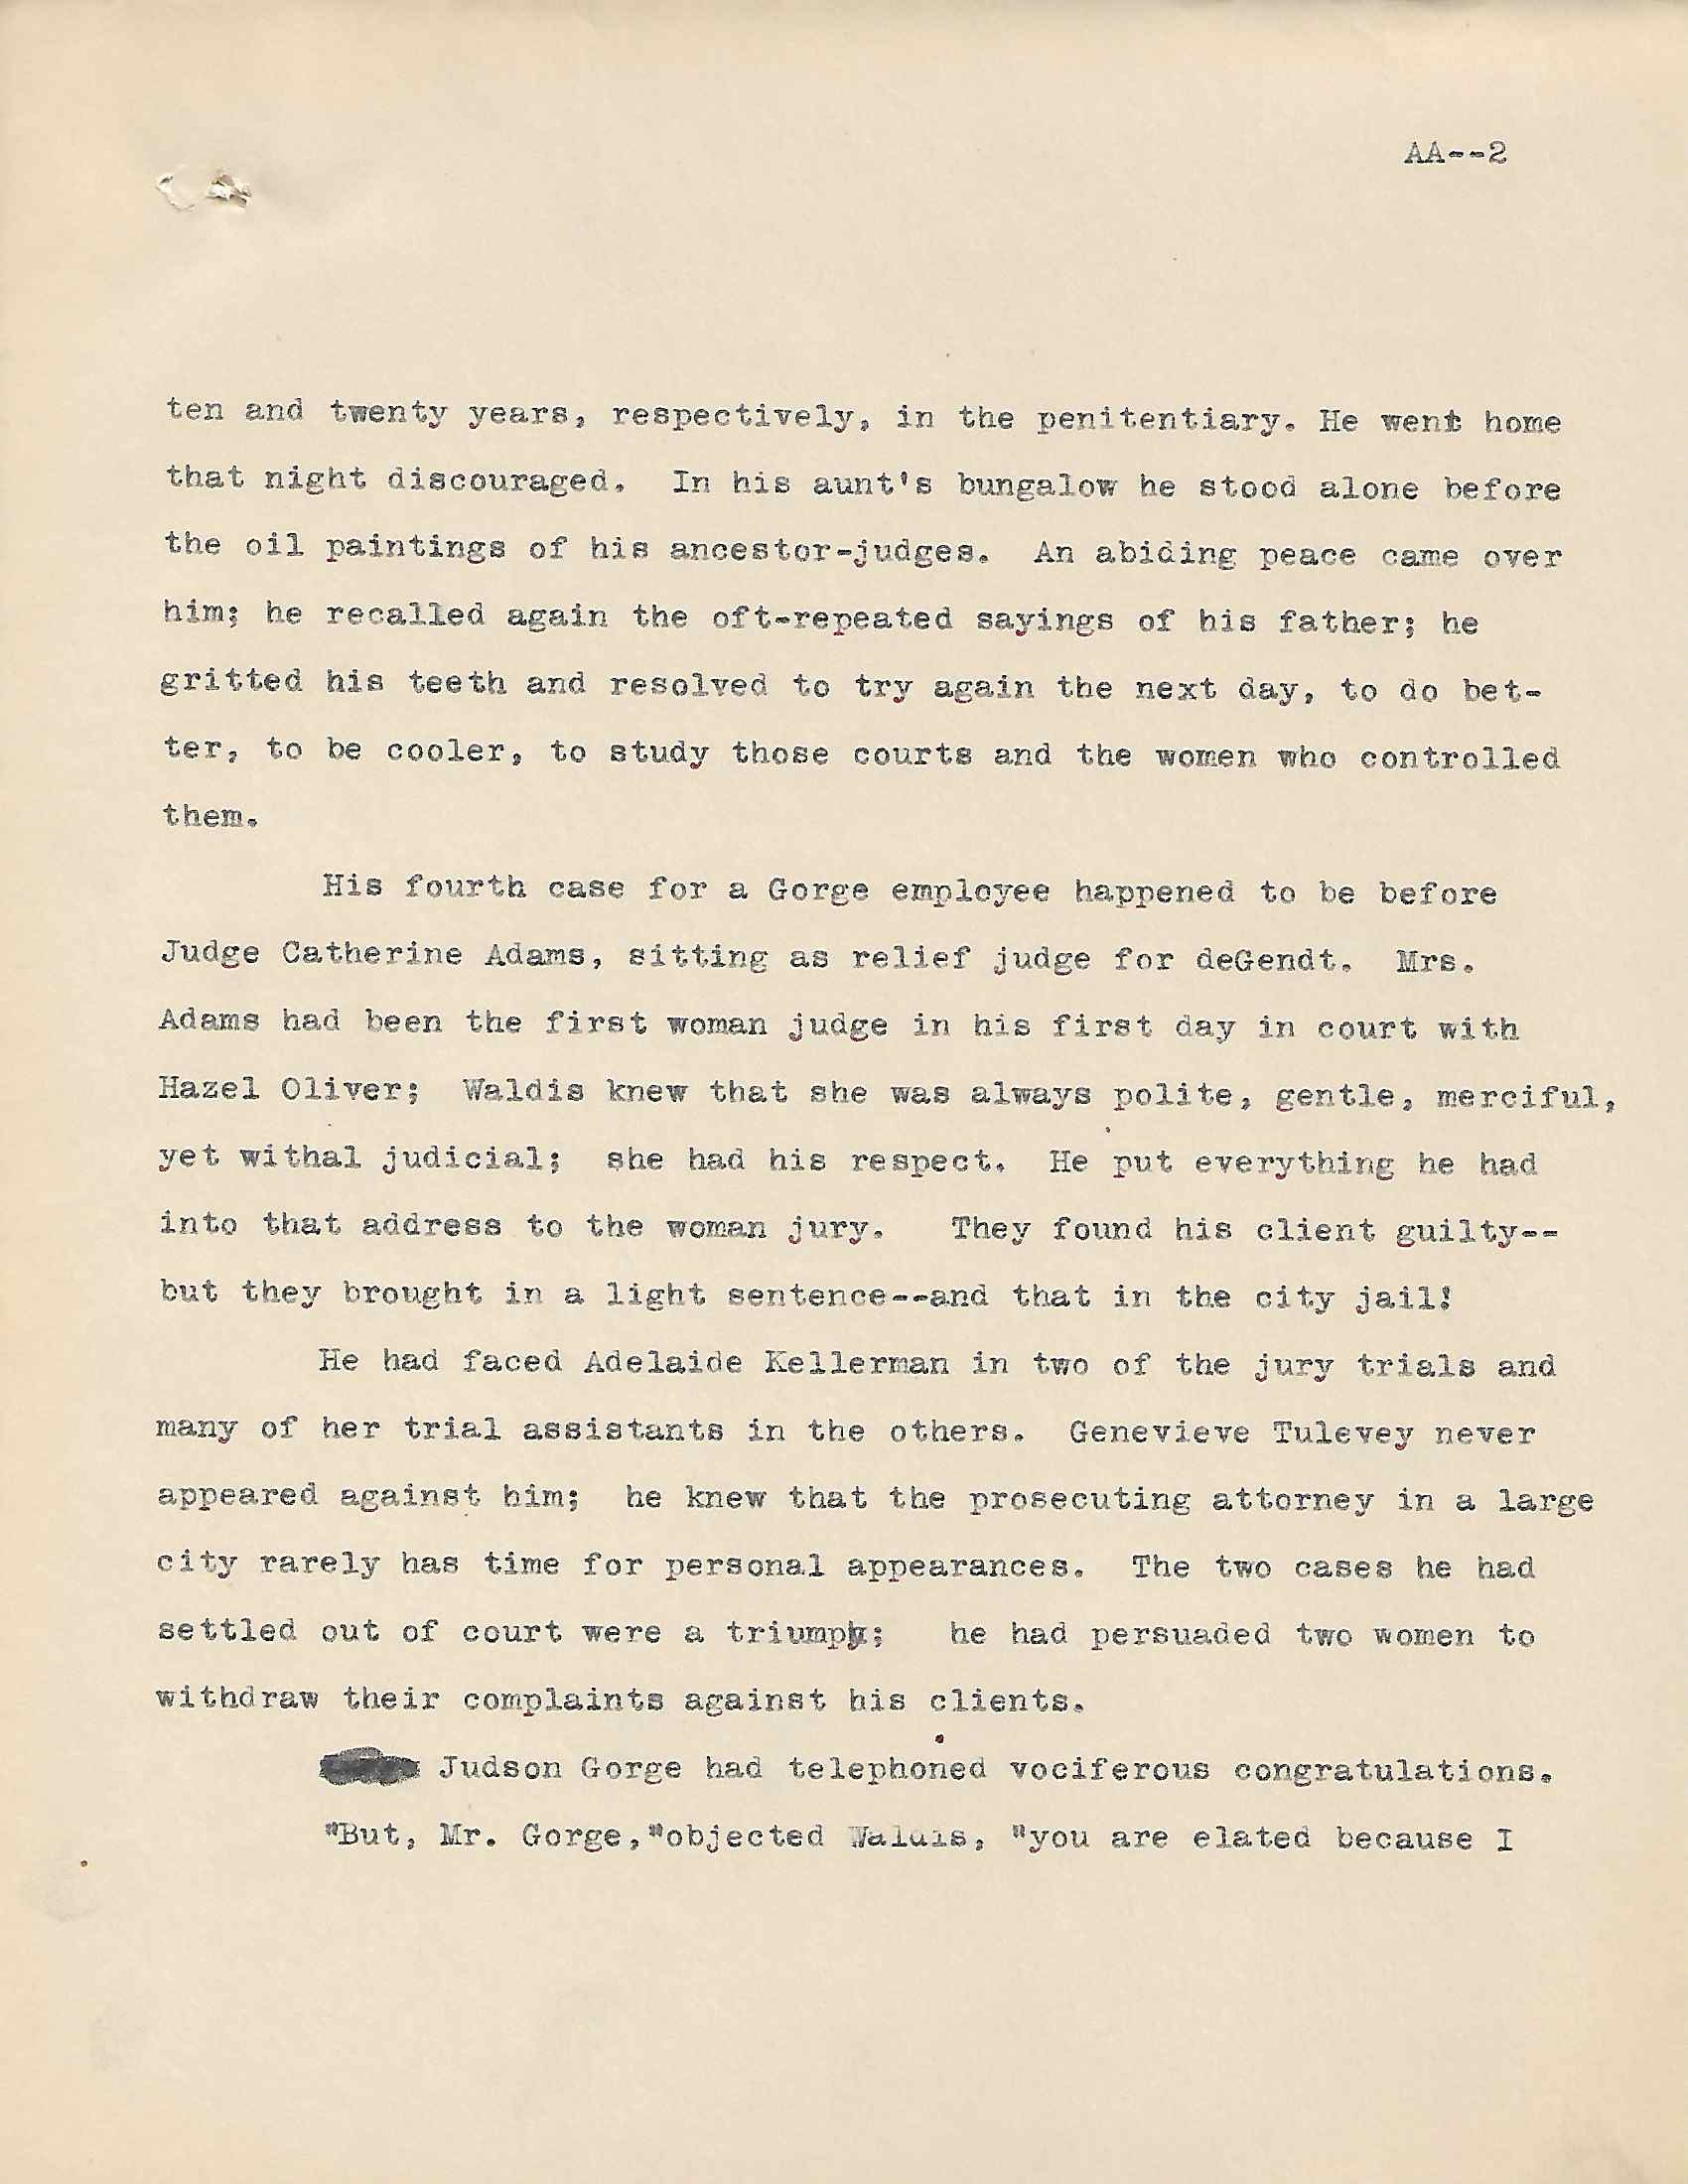 AA--2
ten and twenty years, respectively, in the penitentiary. He went home
that night discouraged.  In his aunt's bungalow he stood alone before
the oil paintings of his ancestor-judges.  An abiding peace came over
him; he recalled again the oft-repeated sayings of his father; he
gritted his teeth and resolved to try again the next day, to do bet-
ter, to be cooler, to study those courts and the women who controlled
them.
His fourth case for a Gorge employee happened to be before
Judge Catherine Adams, sitting as relief judge for deGendt.  Mrs.
Adams had been the first woman judge in his first day in court with
Hazel Oliver;  Waldis knew that she was always polite, gentle, merciful,
yet withal judicial;  she had his respect.  He put everything he had
into that address to the woman jury.   They found his client guilty--
but they brought in a light sentence--and that in the city jail!
He had faced Adelaide Kellerman in two of the jury trials and
many of her trial assistants in the others.  Genevieve Tulevey never
appeared against him;  he knew that the prosecuting attorney in a large
city rarely has time for personal appearances.  The two cases he had
settled out of court were a triumph;   he had persuaded two women to
withdraw their complaints against his clients.
Judson Gorge had telephoned vociferous congratulations.
"But, Mr. Gorge,"objected Waldis, "you are elated because I